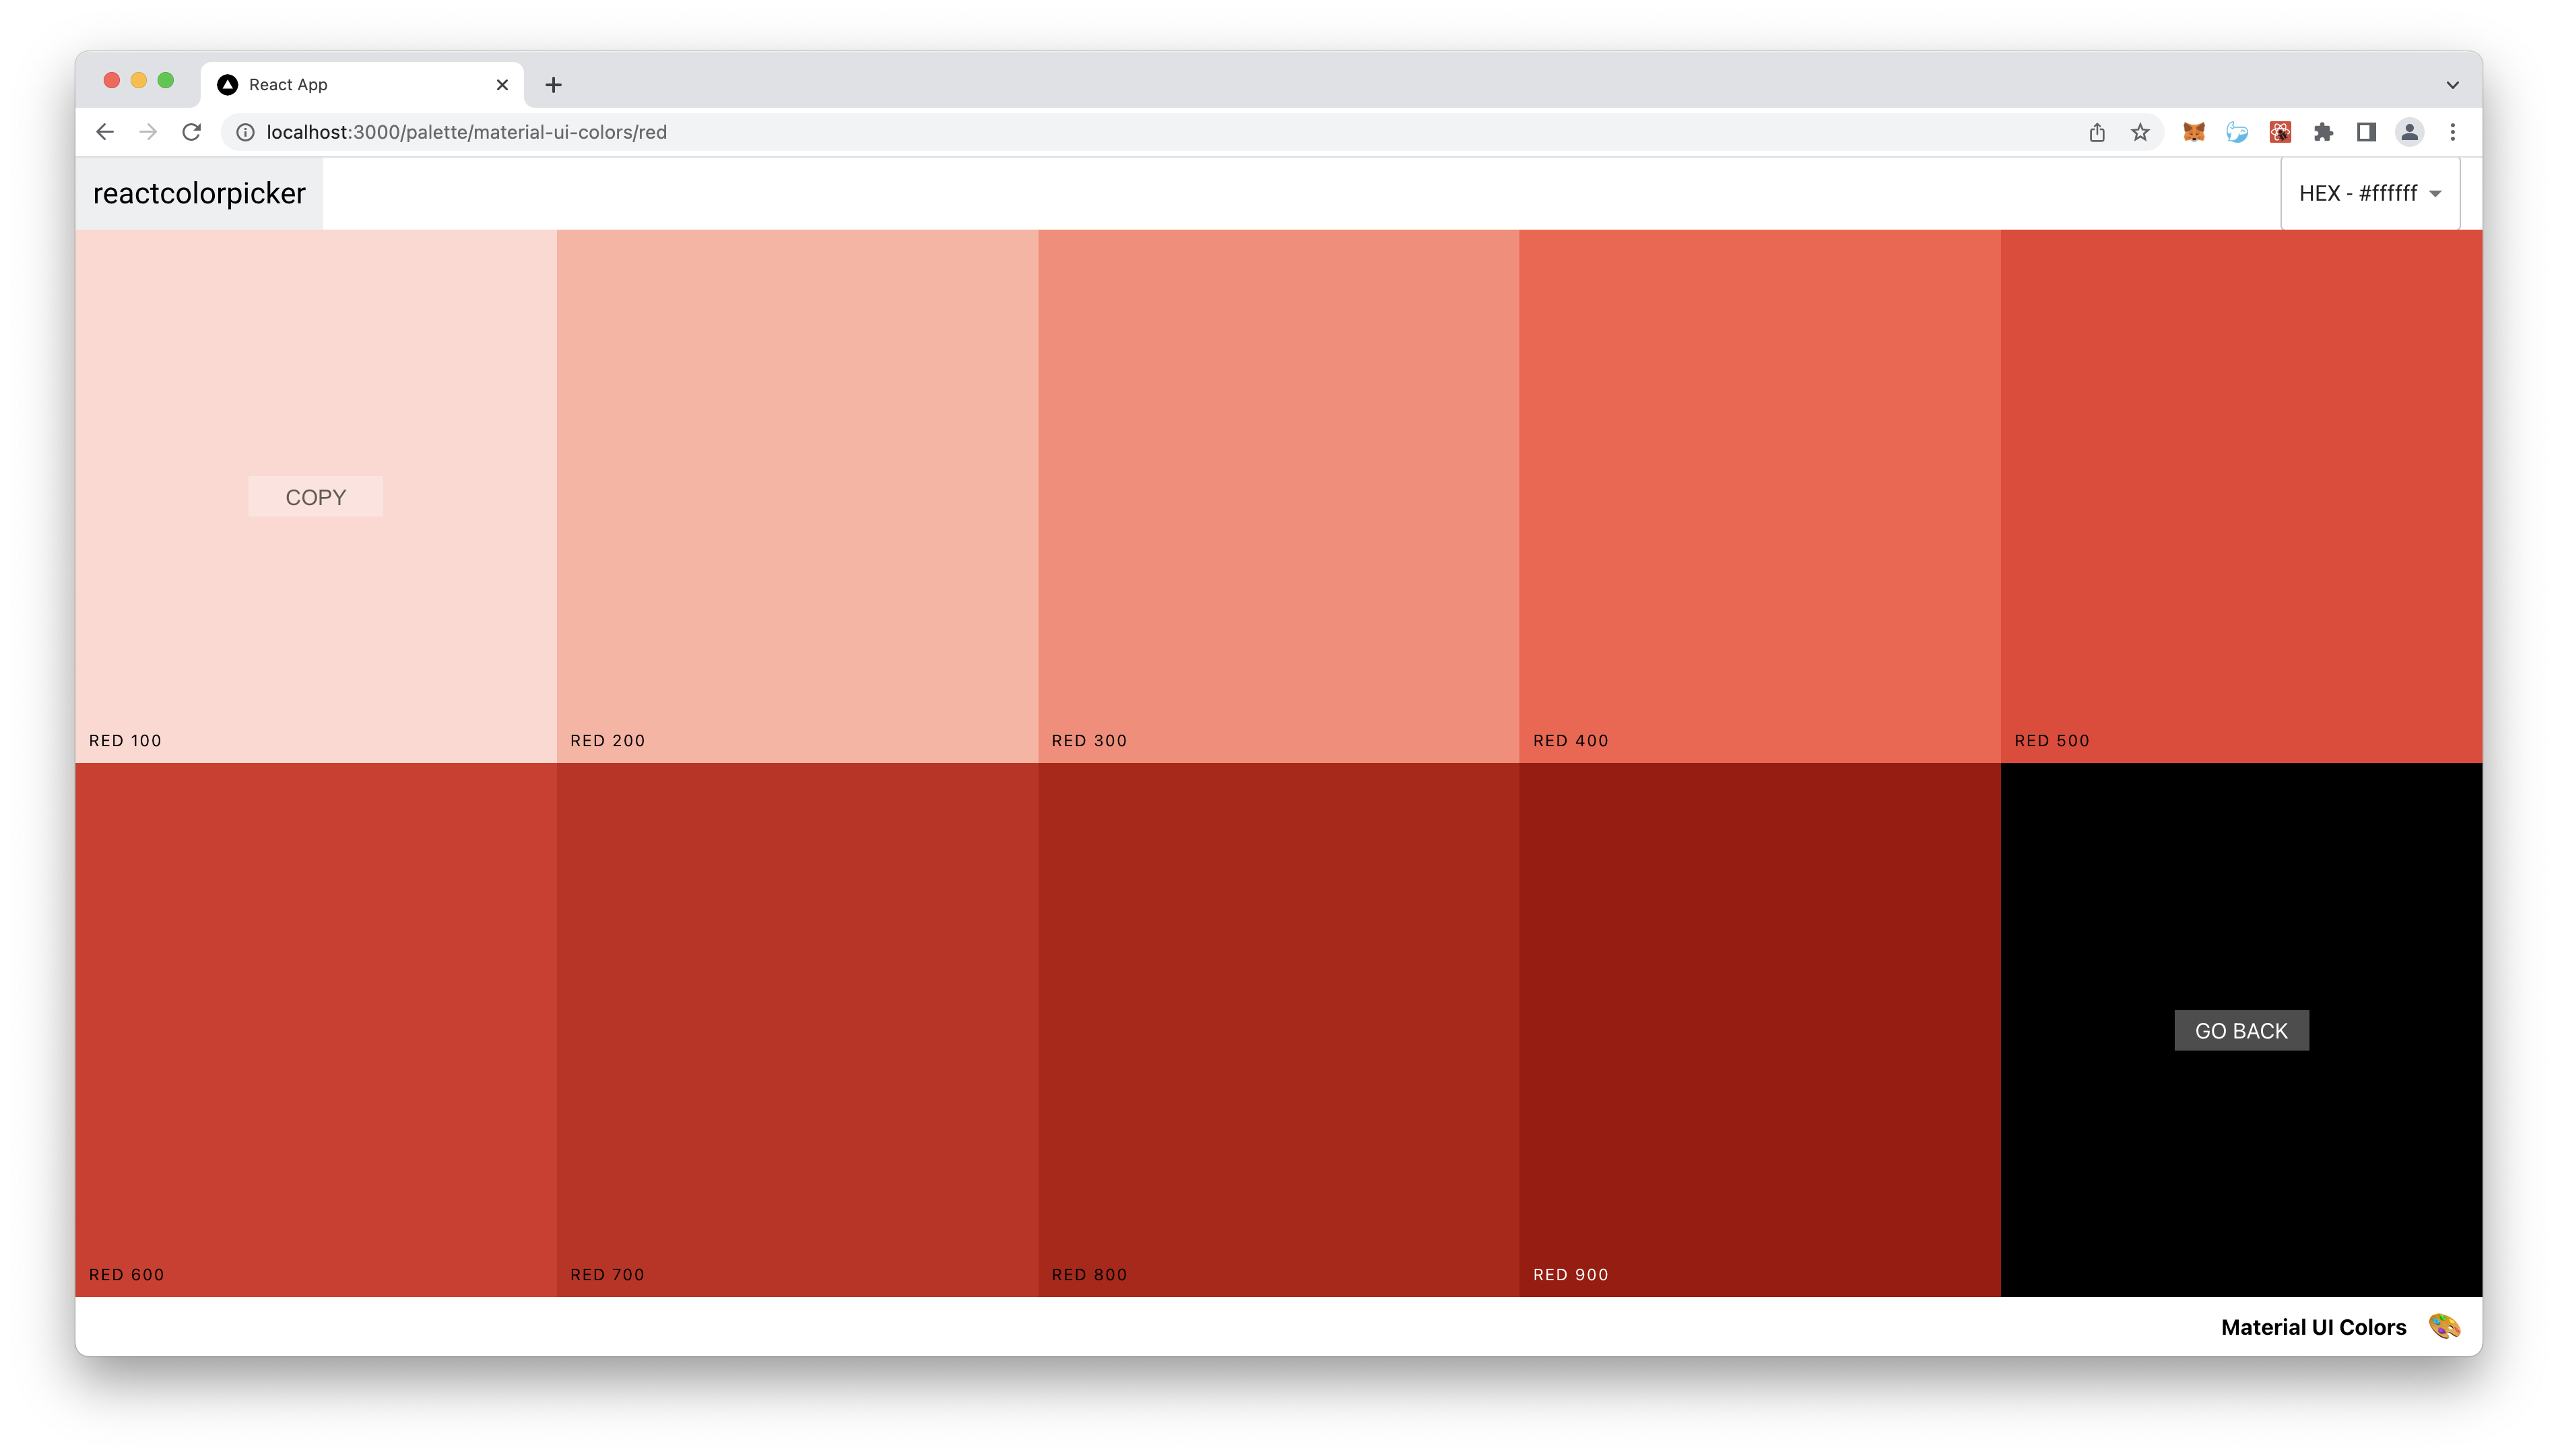 React App
localhost:3000/palette/material-ui-colors/red
reactcolorpicker
HEX - #ffffff
COPY
RED 100
RED 200
RED 300
RED 400
RED 500
GO BACK
RED 600
RED 700
RED 800
RED 900
Material UI Colors